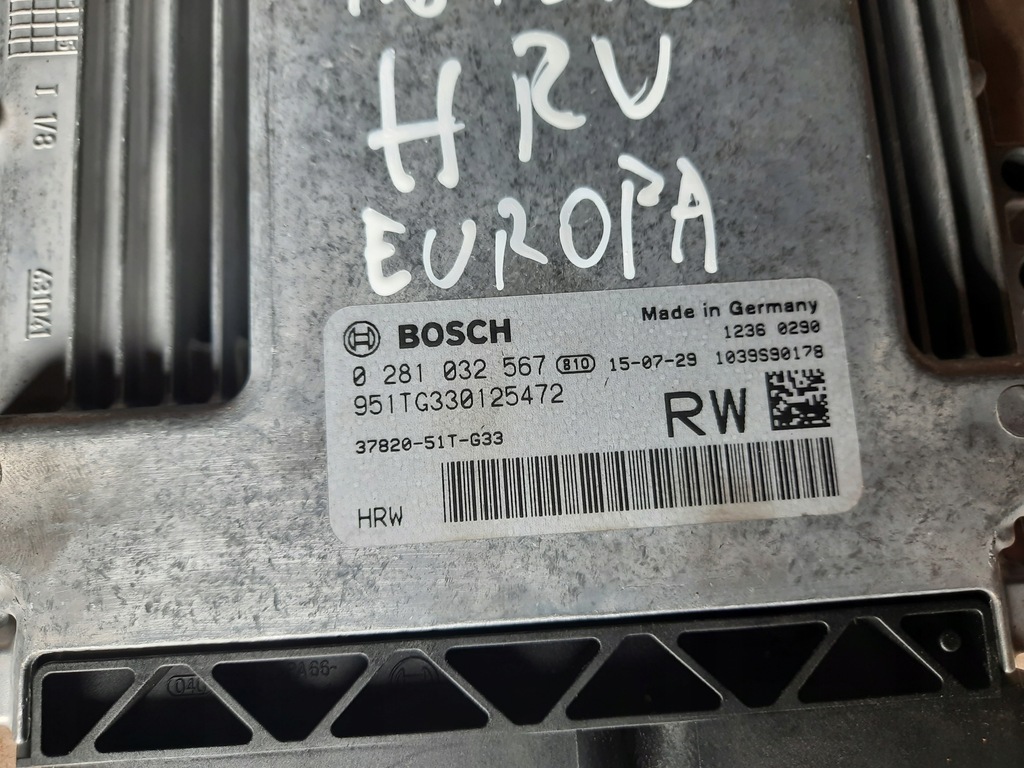 HRV
EUROPA
BOSCH
Made in Germany
1236 0290
0 281 032 567 B10 15-07-29 1039S90178
951TG330125472
RW
37820-51T-G33
HRW
I 1/8